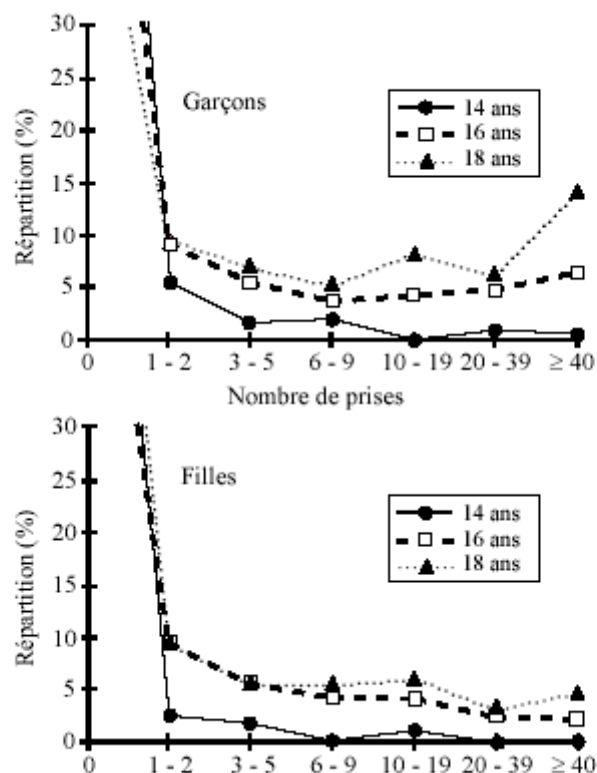 30
25
20
15
10
5
0
Répartition (%)
Garçons
14 ans
16 ans
18 ans
0 1 - 2 3 - 5 6 - 9 10 - 19 20 - 39 ≥ 40
Nombre de prises
30
25
20
15
10
5
0
Répartition (%)
Filles
14 ans
16 ans
18 ans
0 1 - 2 3 - 5 6 - 9 10 - 19 20 - 39 ≥ 40